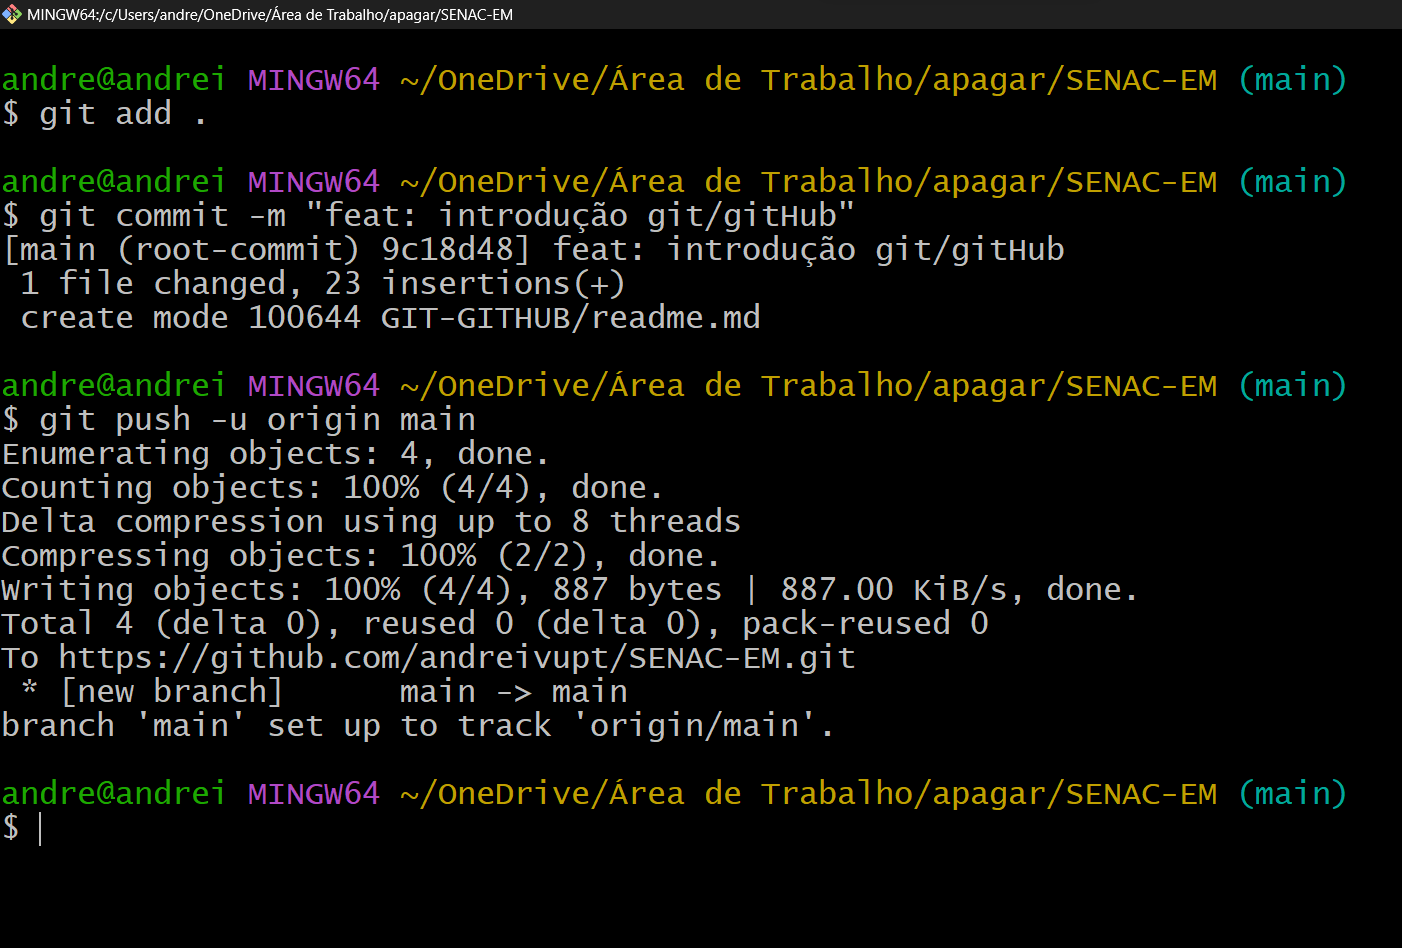 MINGW64:/c/Users/andre/OneDrive/Área de Trabalho/apagar/SENAC-EM
andre@andrei MINGW64 ~/OneDrive/Área de Trabalho/apagar/SENAC-EM (main)
$ git add .
andre@andrei MINGW64 ~/OneDrive/Área de Trabalho/apagar/SENAC-EM (main)
$ git commit -m "feat: introdução git/gitHub"
[main (root-commit) 9c18d48] feat: introdução git/gitHub
 1 file changed, 23 insertions(+)
 create mode 100644 GIT-GITHUB/readme.md
andre@andrei MINGW64 ~/OneDrive/Área de Trabalho/apagar/SENAC-EM (main)
$ git push -u origin main
Enumerating objects: 4, done.
Counting objects: 100% (4/4), done.
Delta compression using up to 8 threads
Compressing objects: 100% (2/2), done.
Writing objects: 100% (4/4), 887 bytes | 887.00 KiB/s, done.
Total 4 (delta 0), reused 0 (delta 0), pack-reused 0
To https://github.com/andreivupt/SENAC-EM.git
 * [new branch]      main -> main
branch 'main' set up to track 'origin/main'.
andre@andrei MINGW64 ~/OneDrive/Área de Trabalho/apagar/SENAC-EM (main)
$